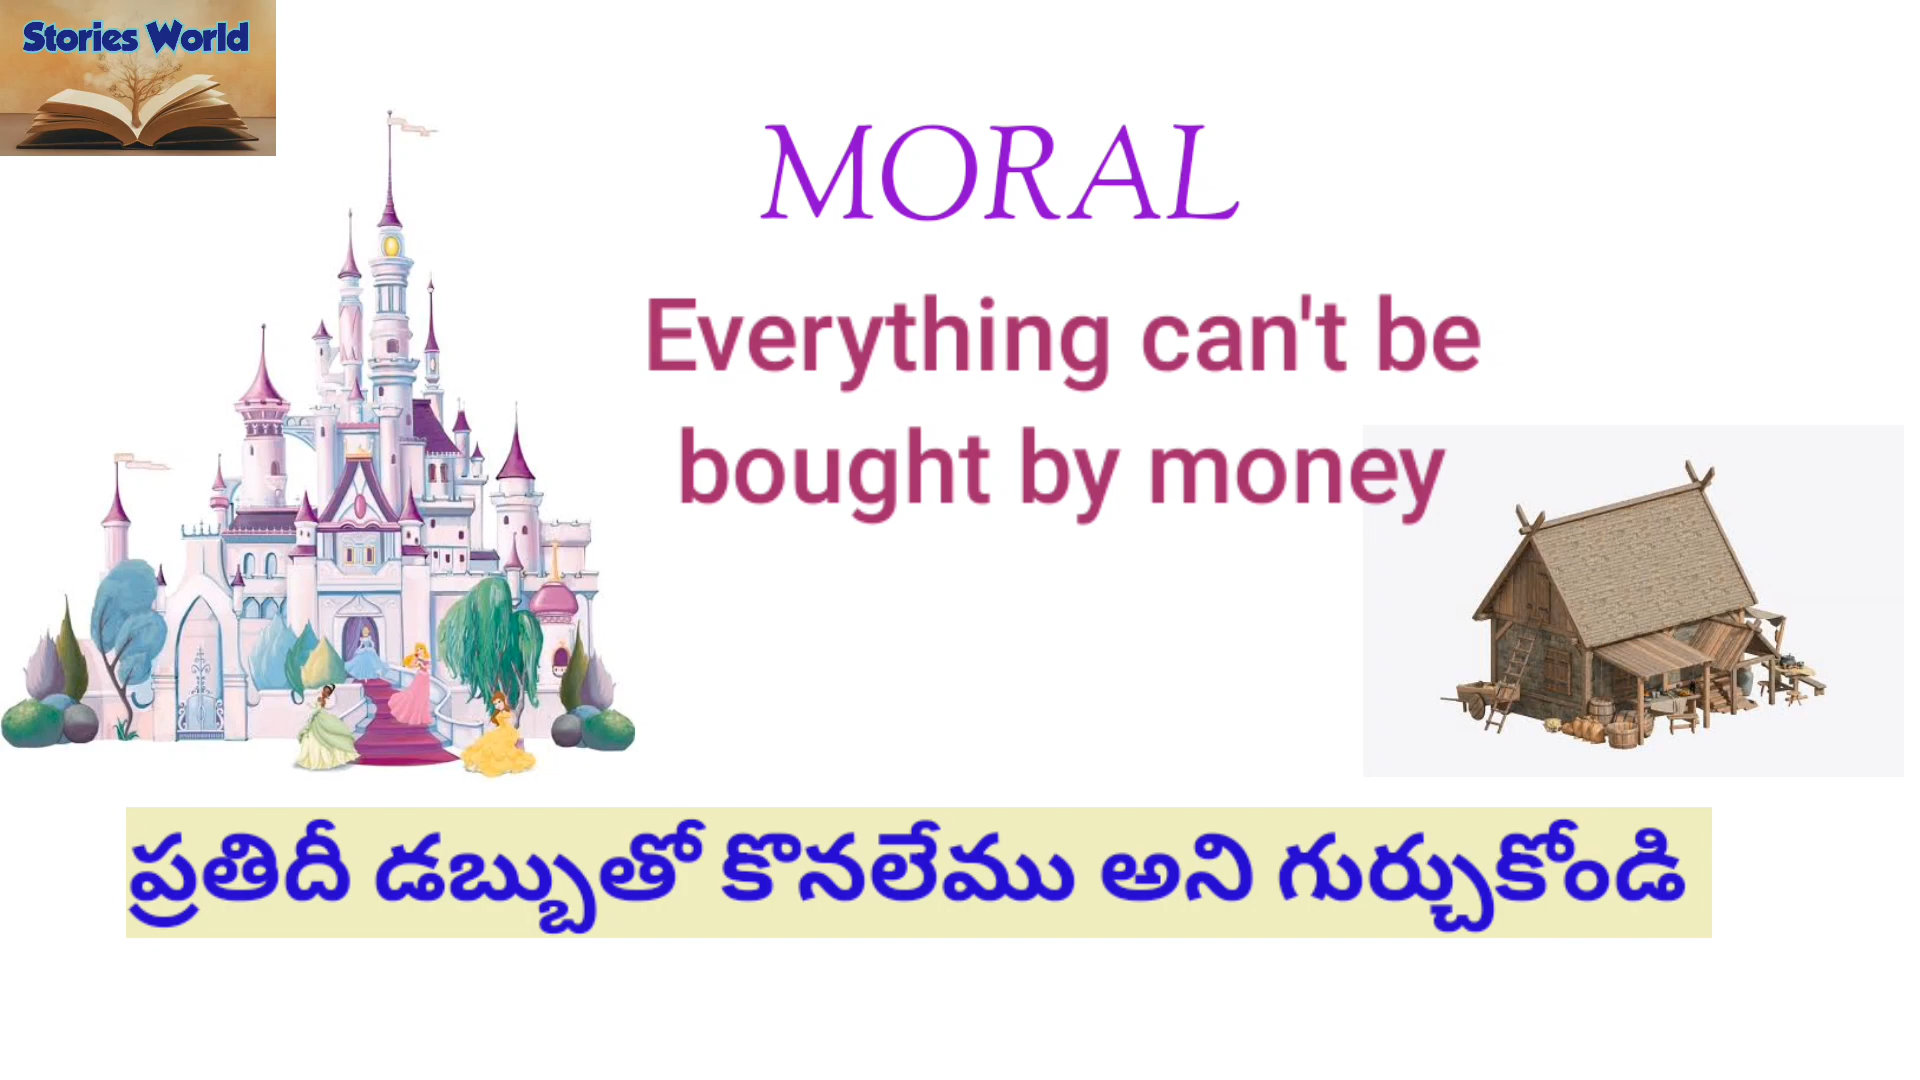 Stories World
MORAL
Everything can't be
bought by money
ప్రతిదీ డబ్బుతో కొనలేము అని గుర్చుకోండి